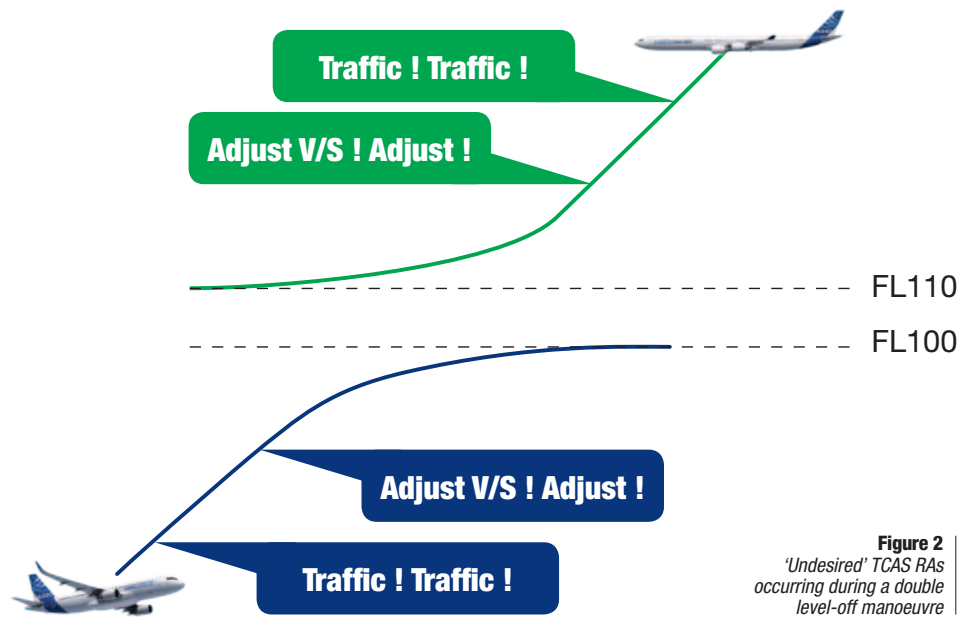 Traffic ! Traffic !
Adjust V/S ! Adjust !
FL110
FL100
Adjust V/S ! Adjust !
Traffic ! Traffic !
Figure 2
'Undesired' TCAS RAs
occurring during a double
level-off manoeuvre